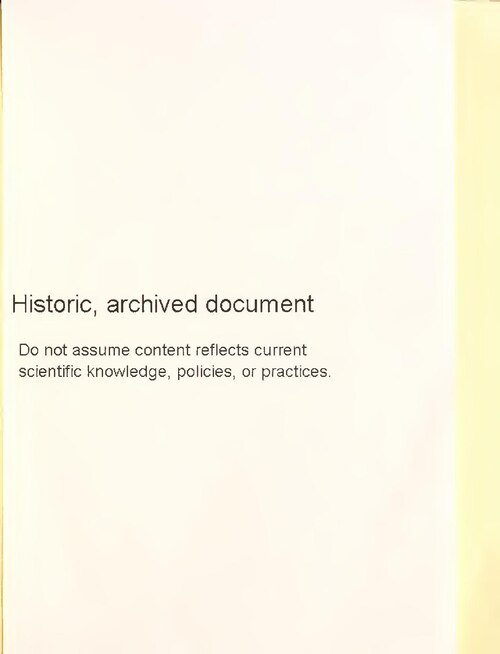 Historic, archived document
Do not assume content reflects current
scientific knowledge, policies, or practices.